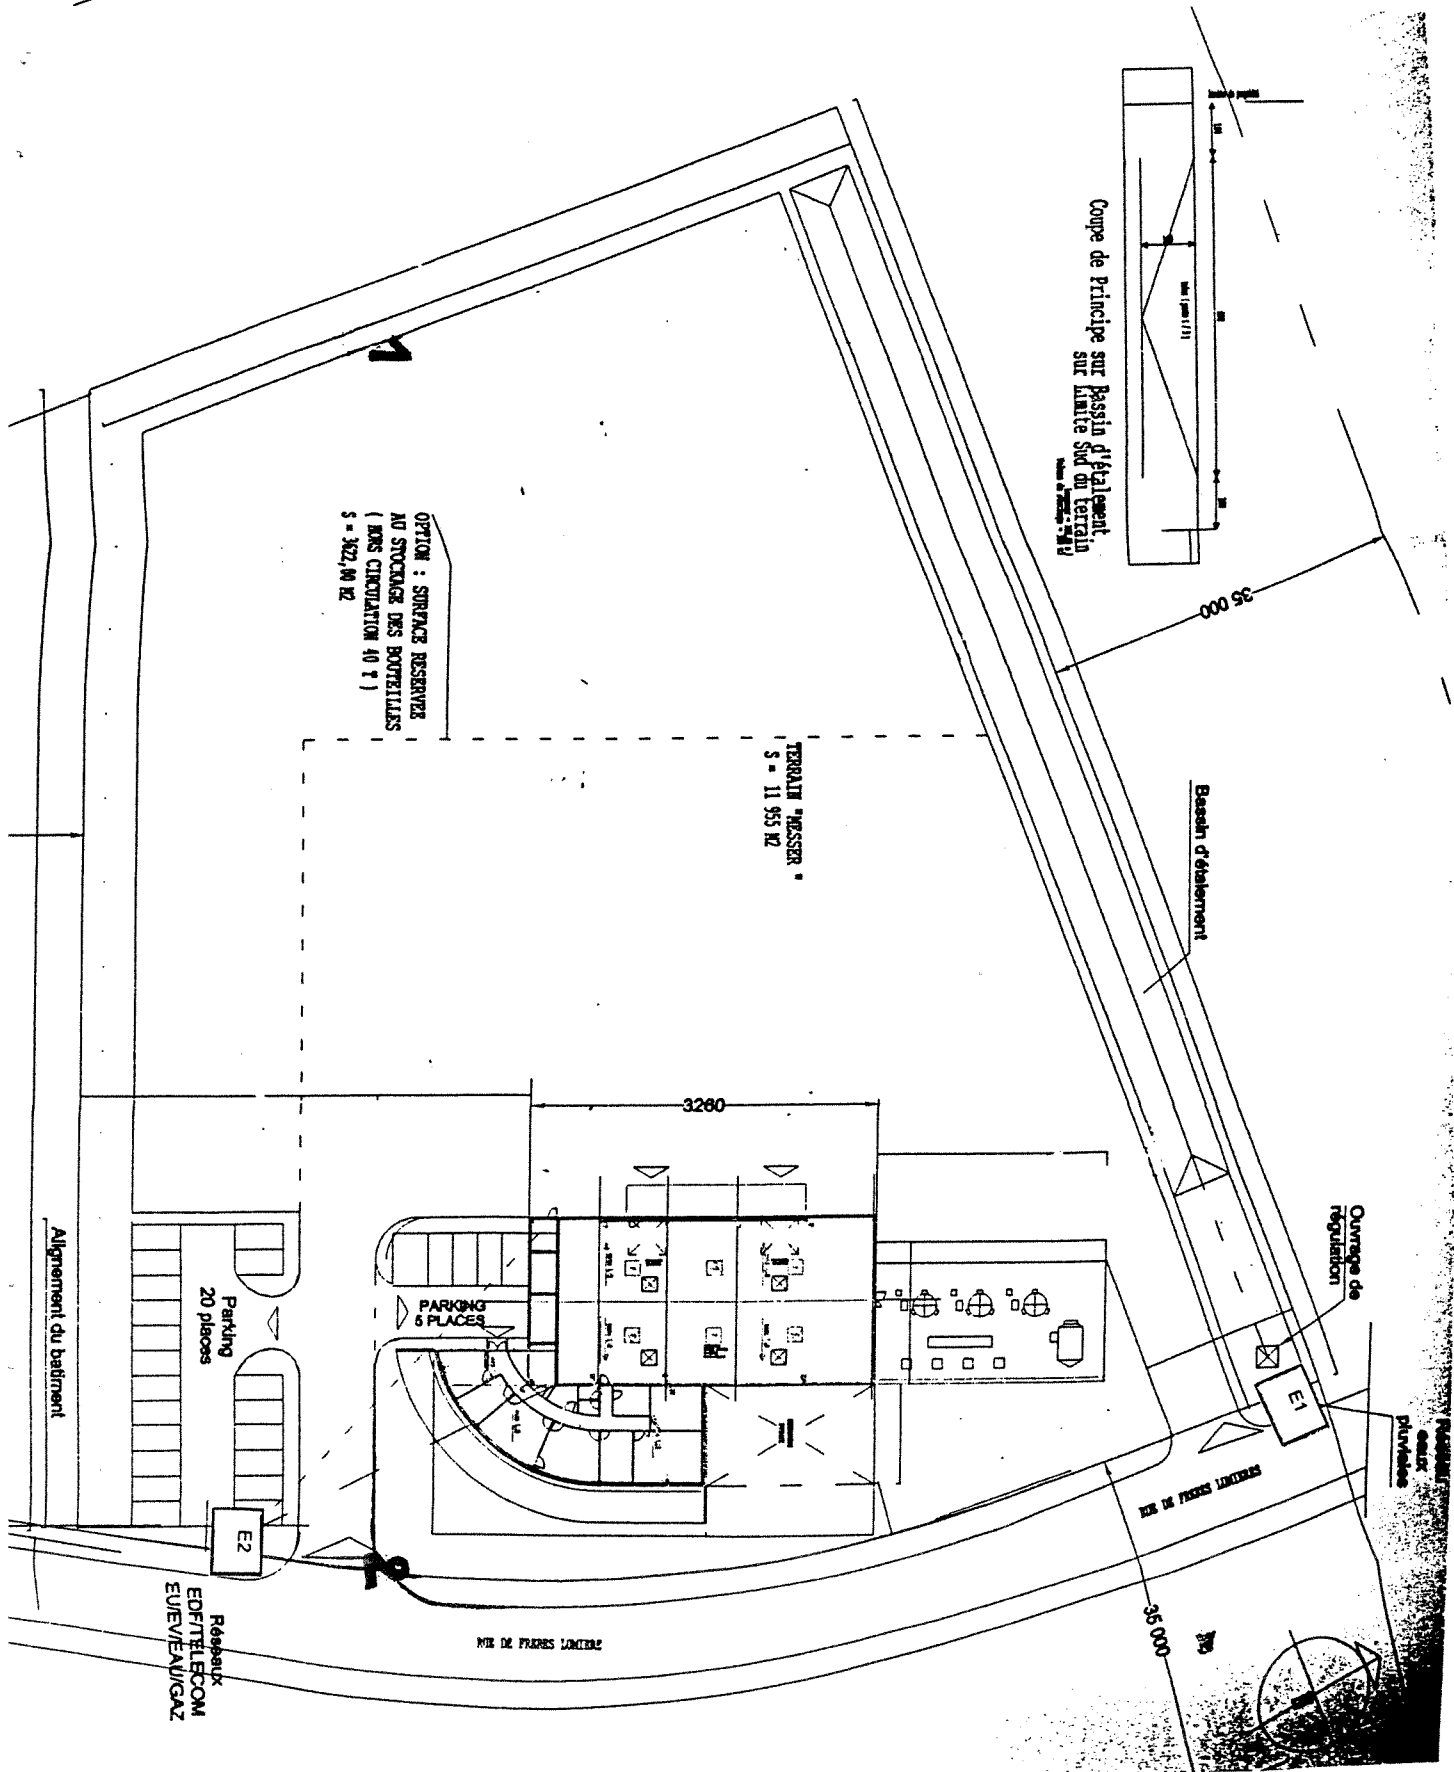 Coupe de Principe sur Bassin d'étalement
sur Limite Sud du terrain
35 000
Bassin d'étalement
Ouvrage de
régulation
eaux
pluviales
E1
RUE DE FRERES LUMIERES
35 000
1
OPTION : SURFACE RESERVEE
AU STOCKAGE DES BOUTEILLES
( HORS CIRCULATION 40 T )
S = 3622,00 M2
TERRAIN "MESSER "
S = 11 955 M2
3260
PARKING
5 PLACES
Parking
20 places
Alignement du batiment
E2
Réseaux
EDF/TELECOM
EU/EV/EAU/GAZ
RUE DE FRERES LUMIERE